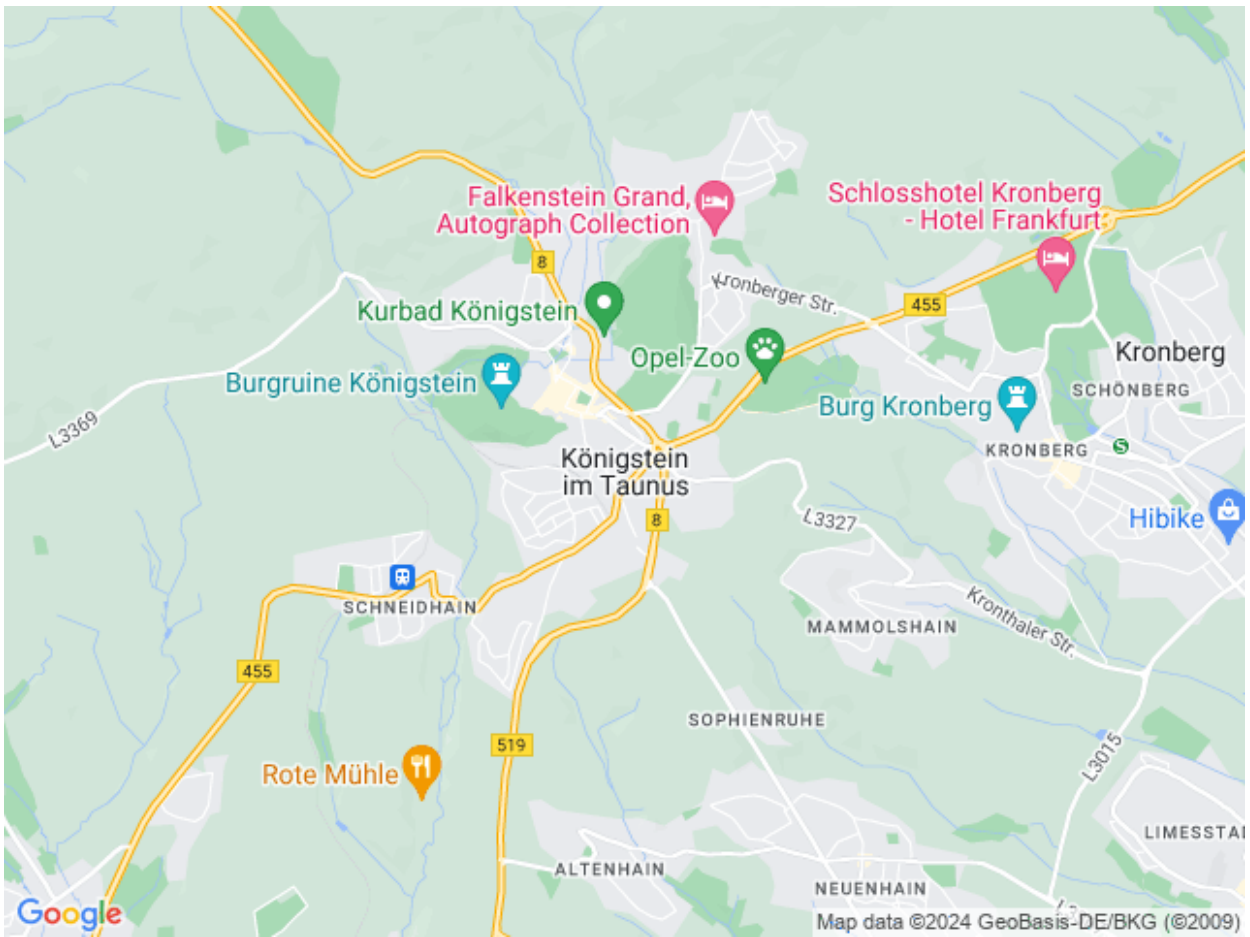 Falkenstein Grand,
Autograph Collection
Schlosshotel Kronberg
- Hotel Frankfurt
8
Kronberger Str.
455
Kurbad Königstein
Opel-Zoo
Kronberg
Burgruine Königstein
SCHÖNBERG
Burg Kronberg
L3369
KRONBERG
S
Königstein
im Taunus
8
L3327
Hibike
SCHNEIDHAIN
Kronthaler Str.
MAMMOLSHAIN
455
SOPHIENRUHE
519
L3015
Rote Mühle
LIMESSTAD
ALTENHAIN
NEUENHAIN
Google
Map data ©2024 GeoBasis-DE/BKG (©2009)